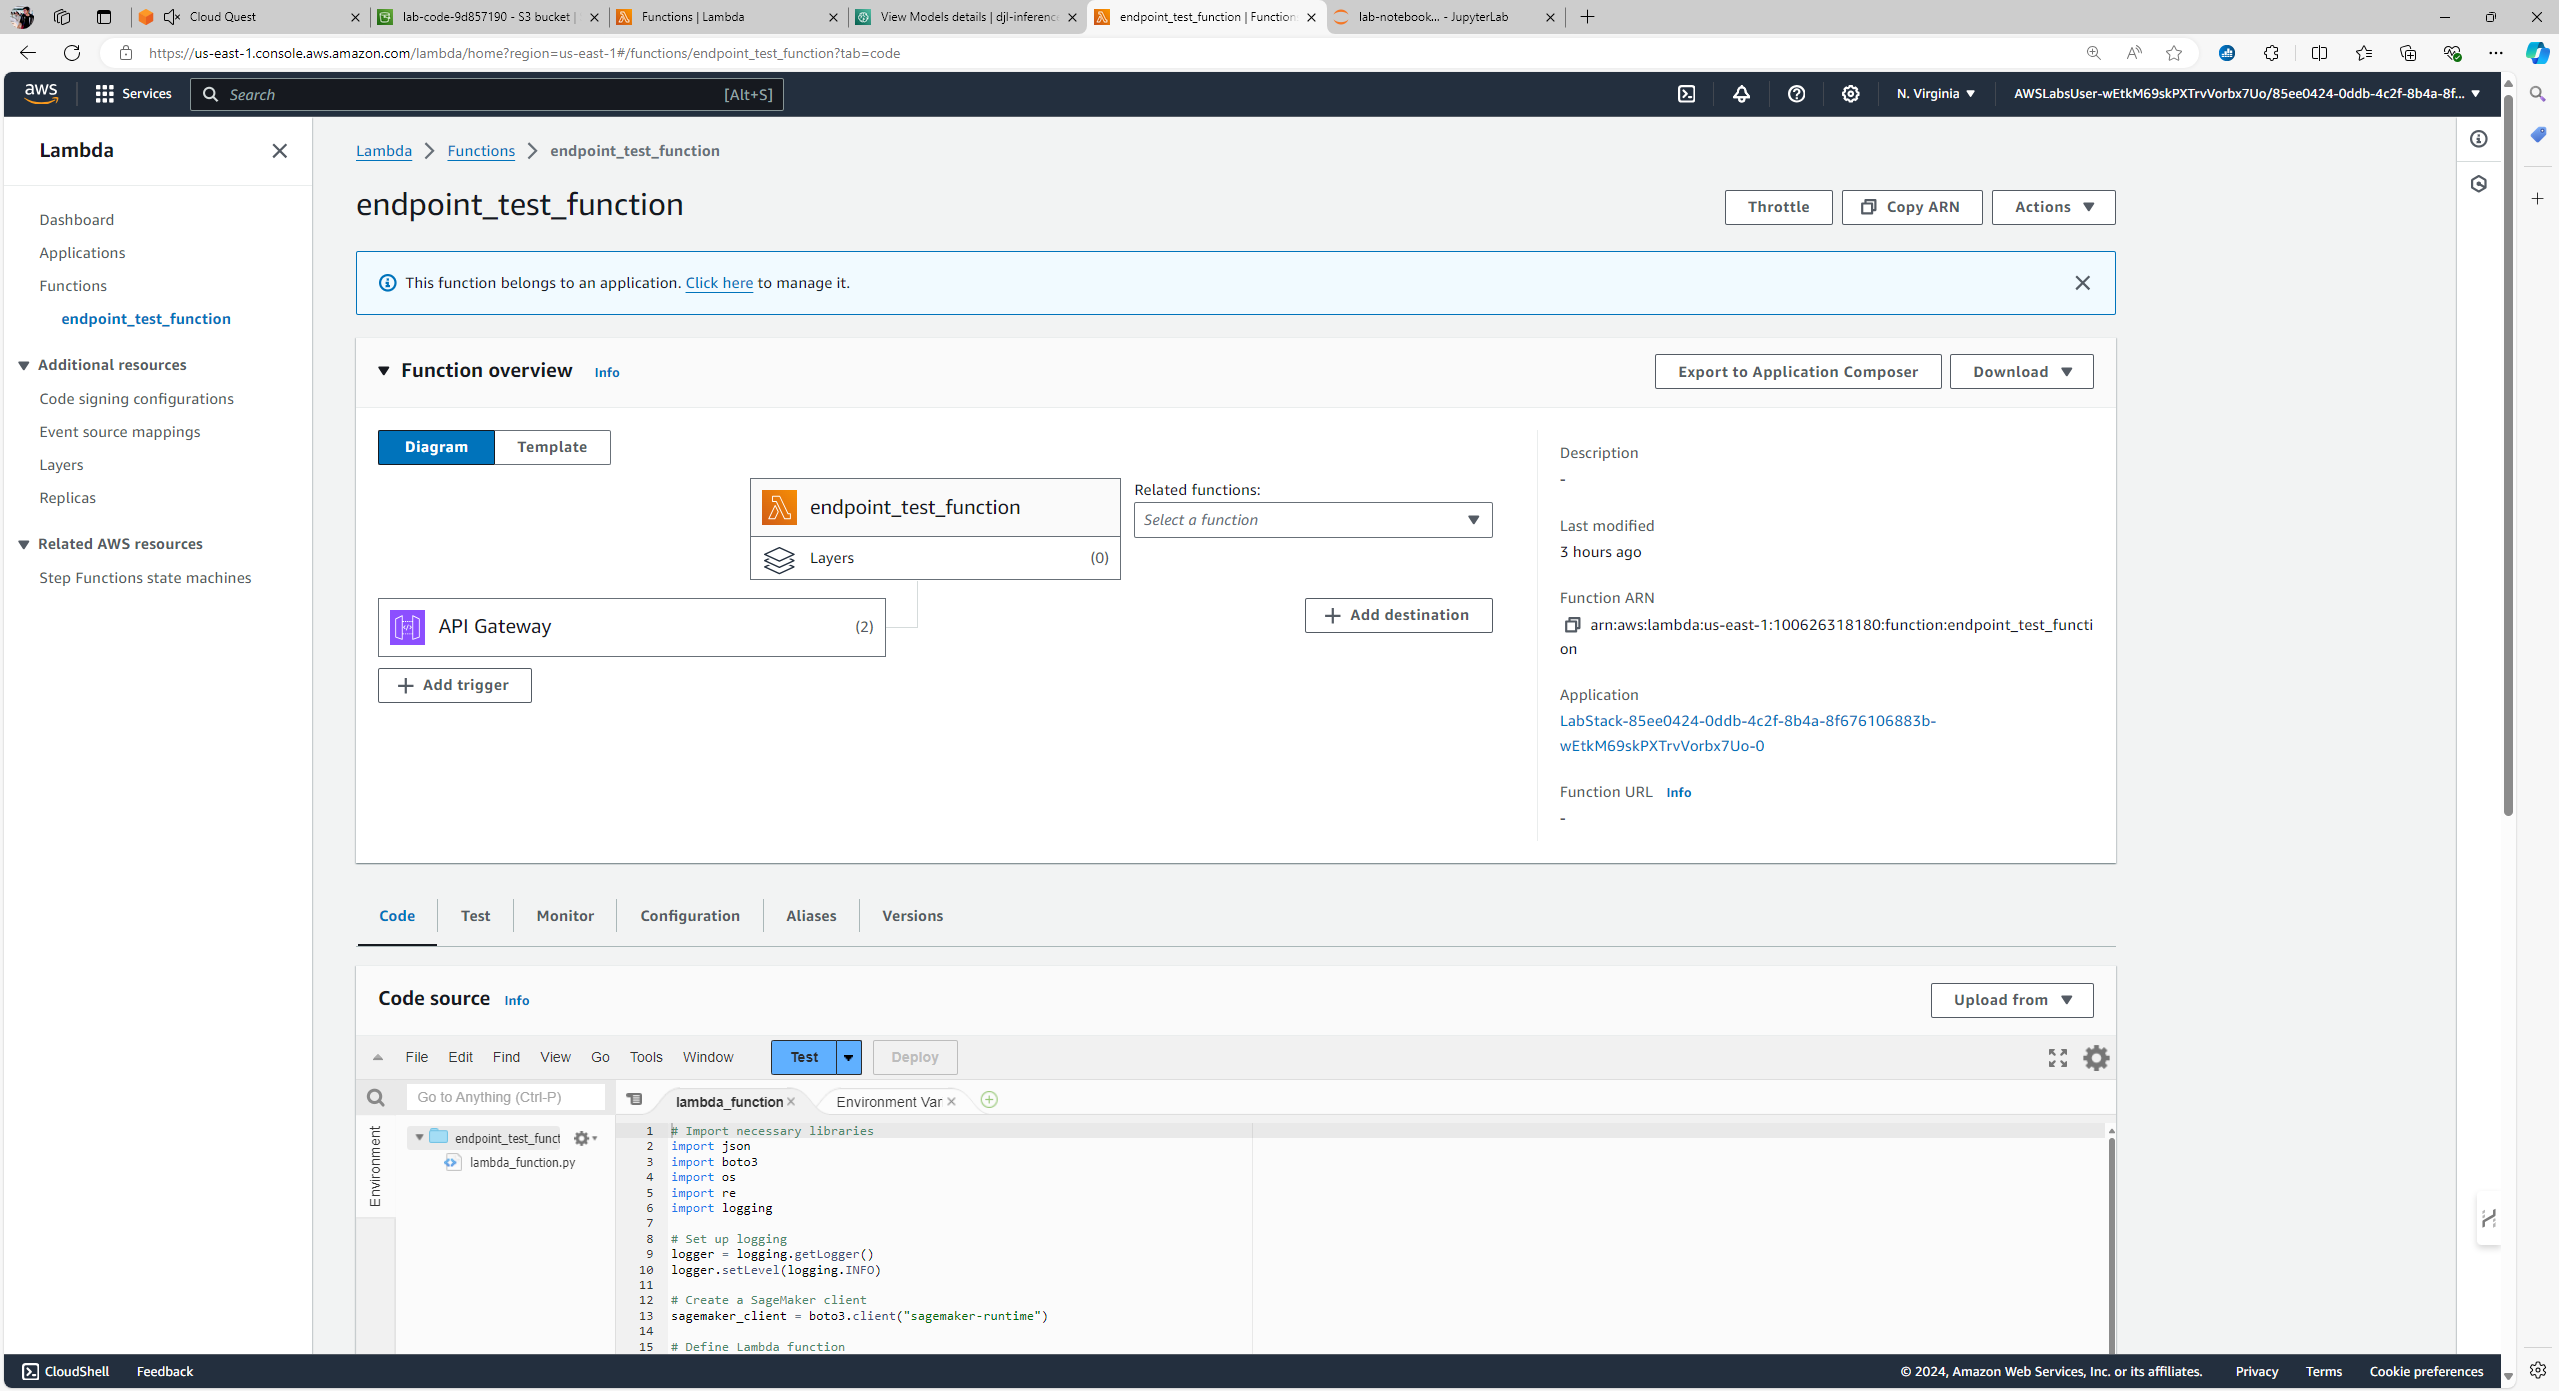 Cloud Quest
lab-code-9d857190 - S3 bucket |
Functions | Lambda
View Models details | djl-inferenc
endpoint_test_function | Function
lab-notebook... - JupyterLab
https://us-east-1.console.aws.amazon.com/lambda/home?region=us-east-1#/functions/endpoint_test_function?tab=code
aws
Services
Search
[Alt+S]
N. Virginia
AWSLabsUser-wEtkM69skPXTrvVorbx7Uo/85ee0424-0ddb-4c2f-8b4a-8f...
Lambda
Dashboard
Applications
Functions
endpoint_test_function
Additional resources
Code signing configurations
Event source mappings
Layers
Replicas
Related AWS resources
Step Functions state machines
Lambda
Functions
endpoint_test_function
endpoint_test_function
Throttle
Copy ARN
Actions
This function belongs to an application. Click here to manage it.
Function overview
Info
Export to Application Composer
Download
Diagram
Template
endpoint_test_function
Layers
(0)
Related functions:
Select a function
API Gateway
(2)
Add destination
Add trigger
Description
-
Last modified
3 hours ago
Function ARN
arn:aws:lambda:us-east-1:100626318180:function:endpoint_test_functi
on
Application
LabStack-85ee0424-0ddb-4c2f-8b4a-8f676106883b-
wEtkM69skPXTrvVorbx7Uo-0
Function URL
Info
-
Code
Test
Monitor
Configuration
Aliases
Versions
Code source
Info
Upload from
File
Edit
Find
View
Go
Tools
Window
Test
Deploy
Go to Anything (Ctrl-P)
lambda_function
Environment Var
Environment
endpoint_test_funct
lambda_function.py
1 # Import necessary libraries
2 import json
3 import boto3
4 import os
5 import re
6 import logging
7
8 # Set up logging
9 logger = logging.getLogger()
10 logger.setLevel(logging.INFO)
11
12 # Create a SageMaker client
13 sagemaker_client = boto3.client("sagemaker-runtime")
14
15 # Define Lambda function
CloudShell
Feedback
© 2024, Amazon Web Services, Inc. or its affiliates.
Privacy
Terms
Cookie preferences